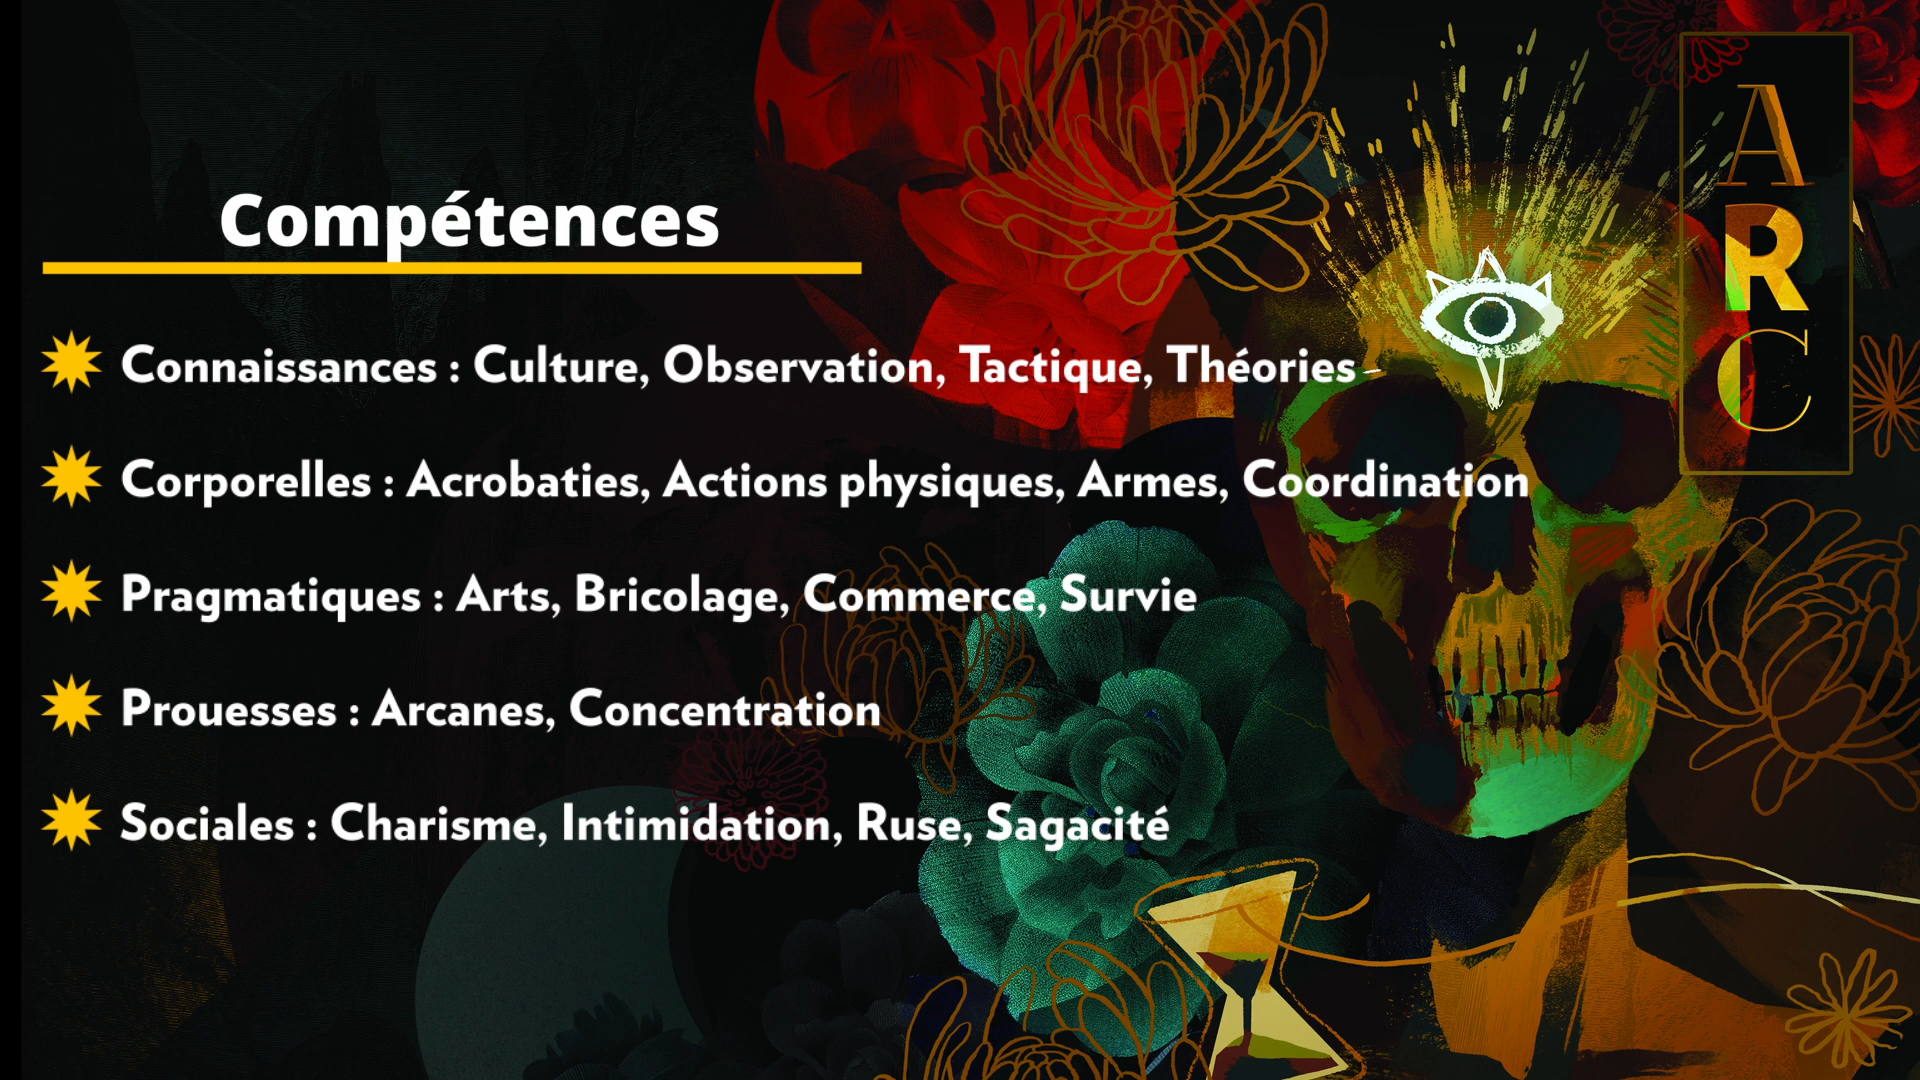 ARC
Compétences
Connaissances : Culture, Observation, Tactique, Théories
Corporelles : Acrobaties, Actions physiques, Armes, Coordination
Pragmatiques : Arts, Bricolage, Commerce, Survie
Prouesses : Arcanes, Concentration
Sociales : Charisme, Intimidation, Ruse, Sagacité